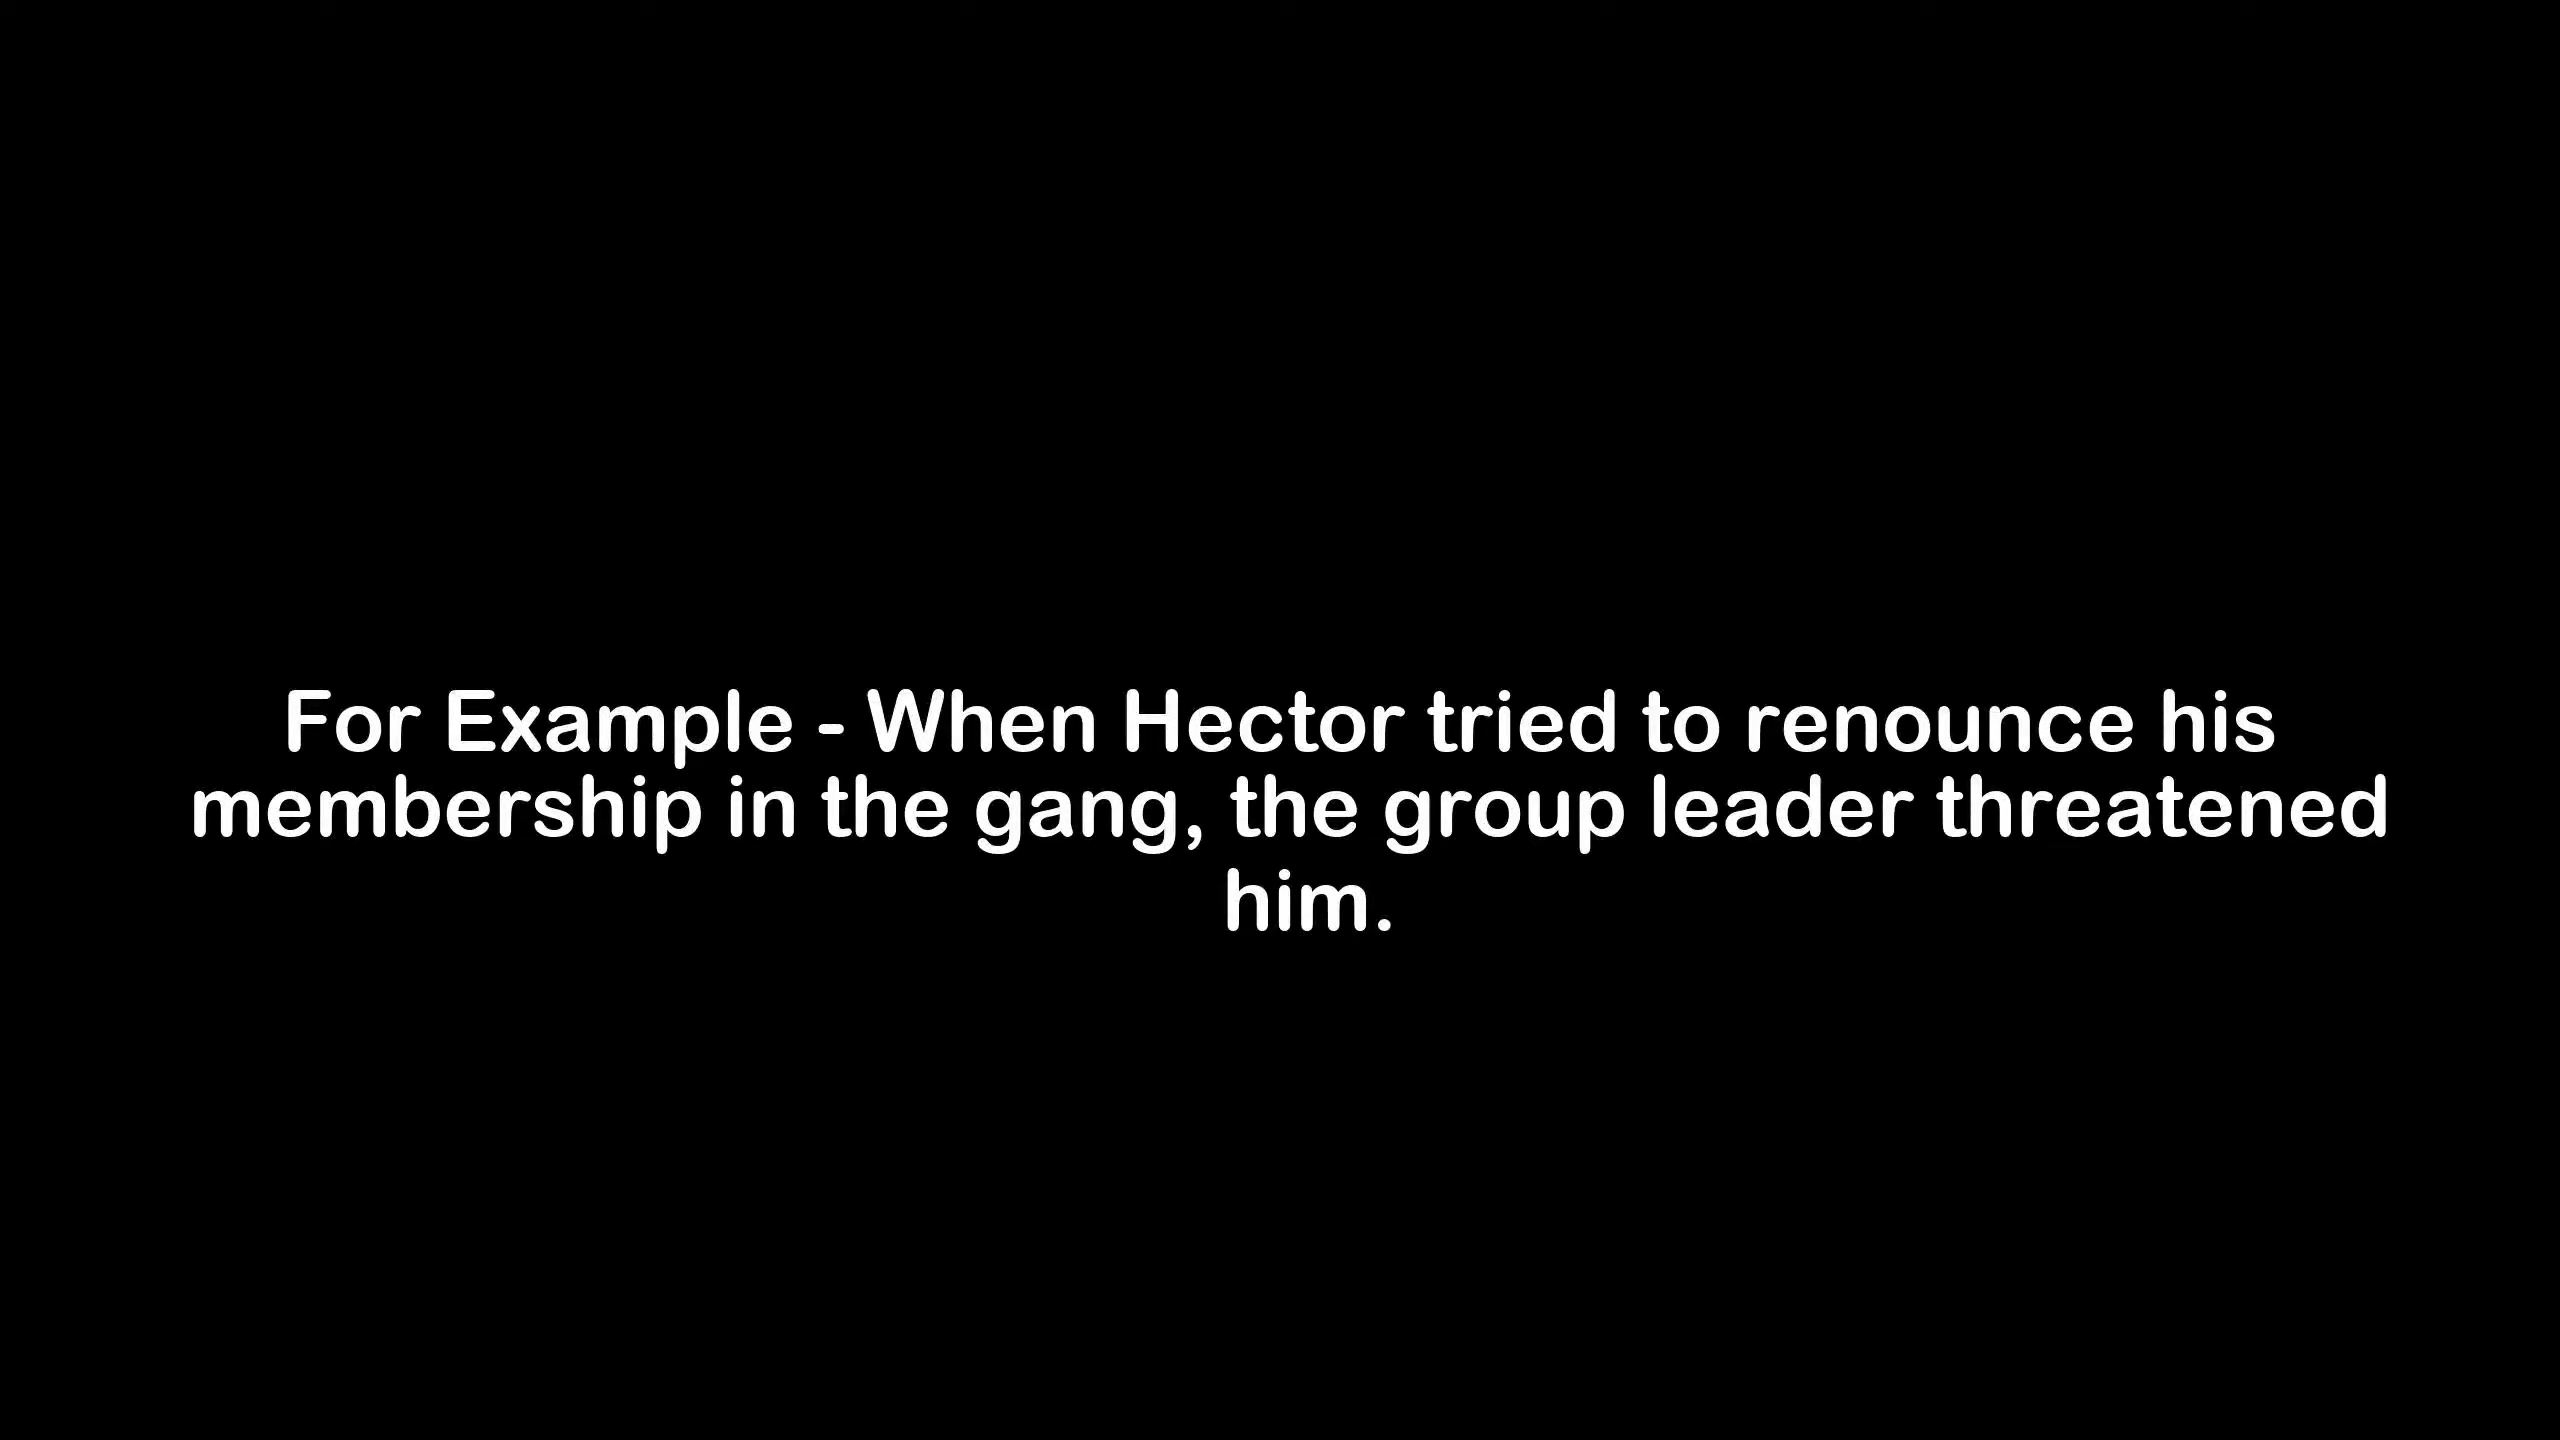 For Example - When Hector tried to renounce his
membership in the gang, the group leader threatened
him.